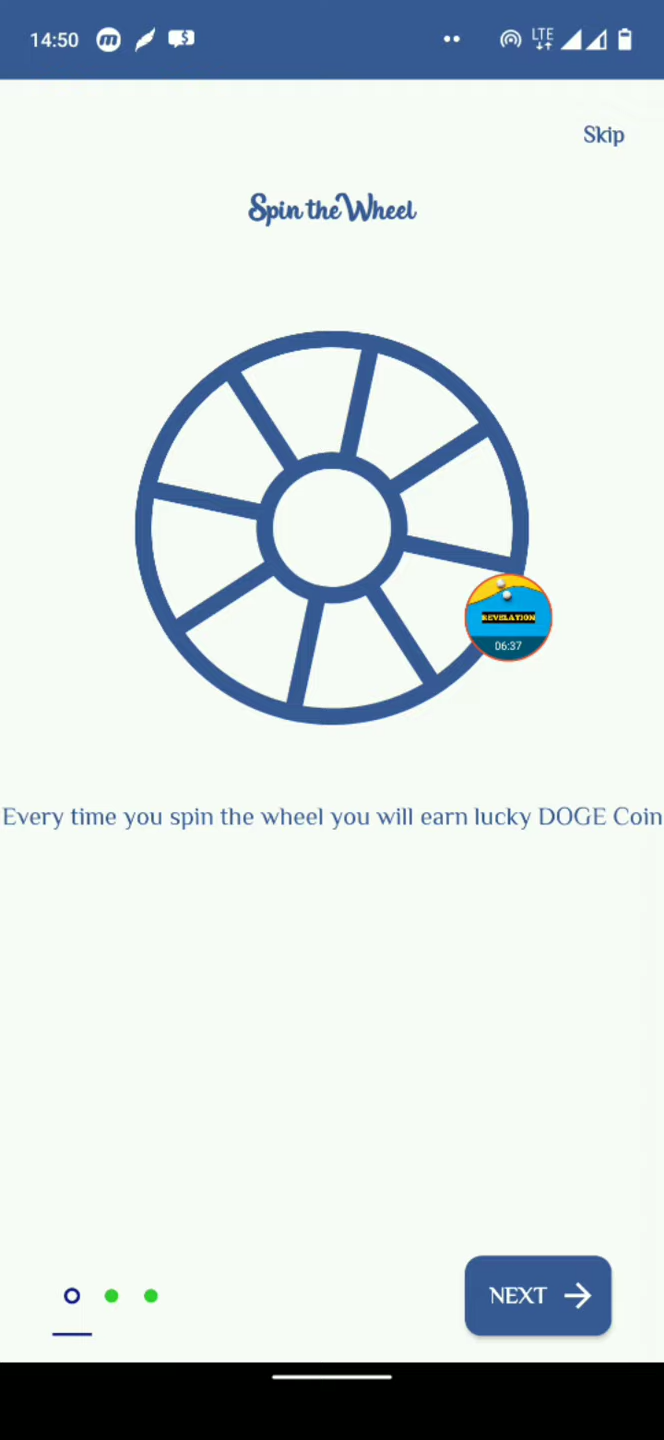 14:50
LTE
Skip
Spin the Wheel
REVELATION
06:37
Every time you spin the wheel you will earn lucky DOGE Coin
NEXT